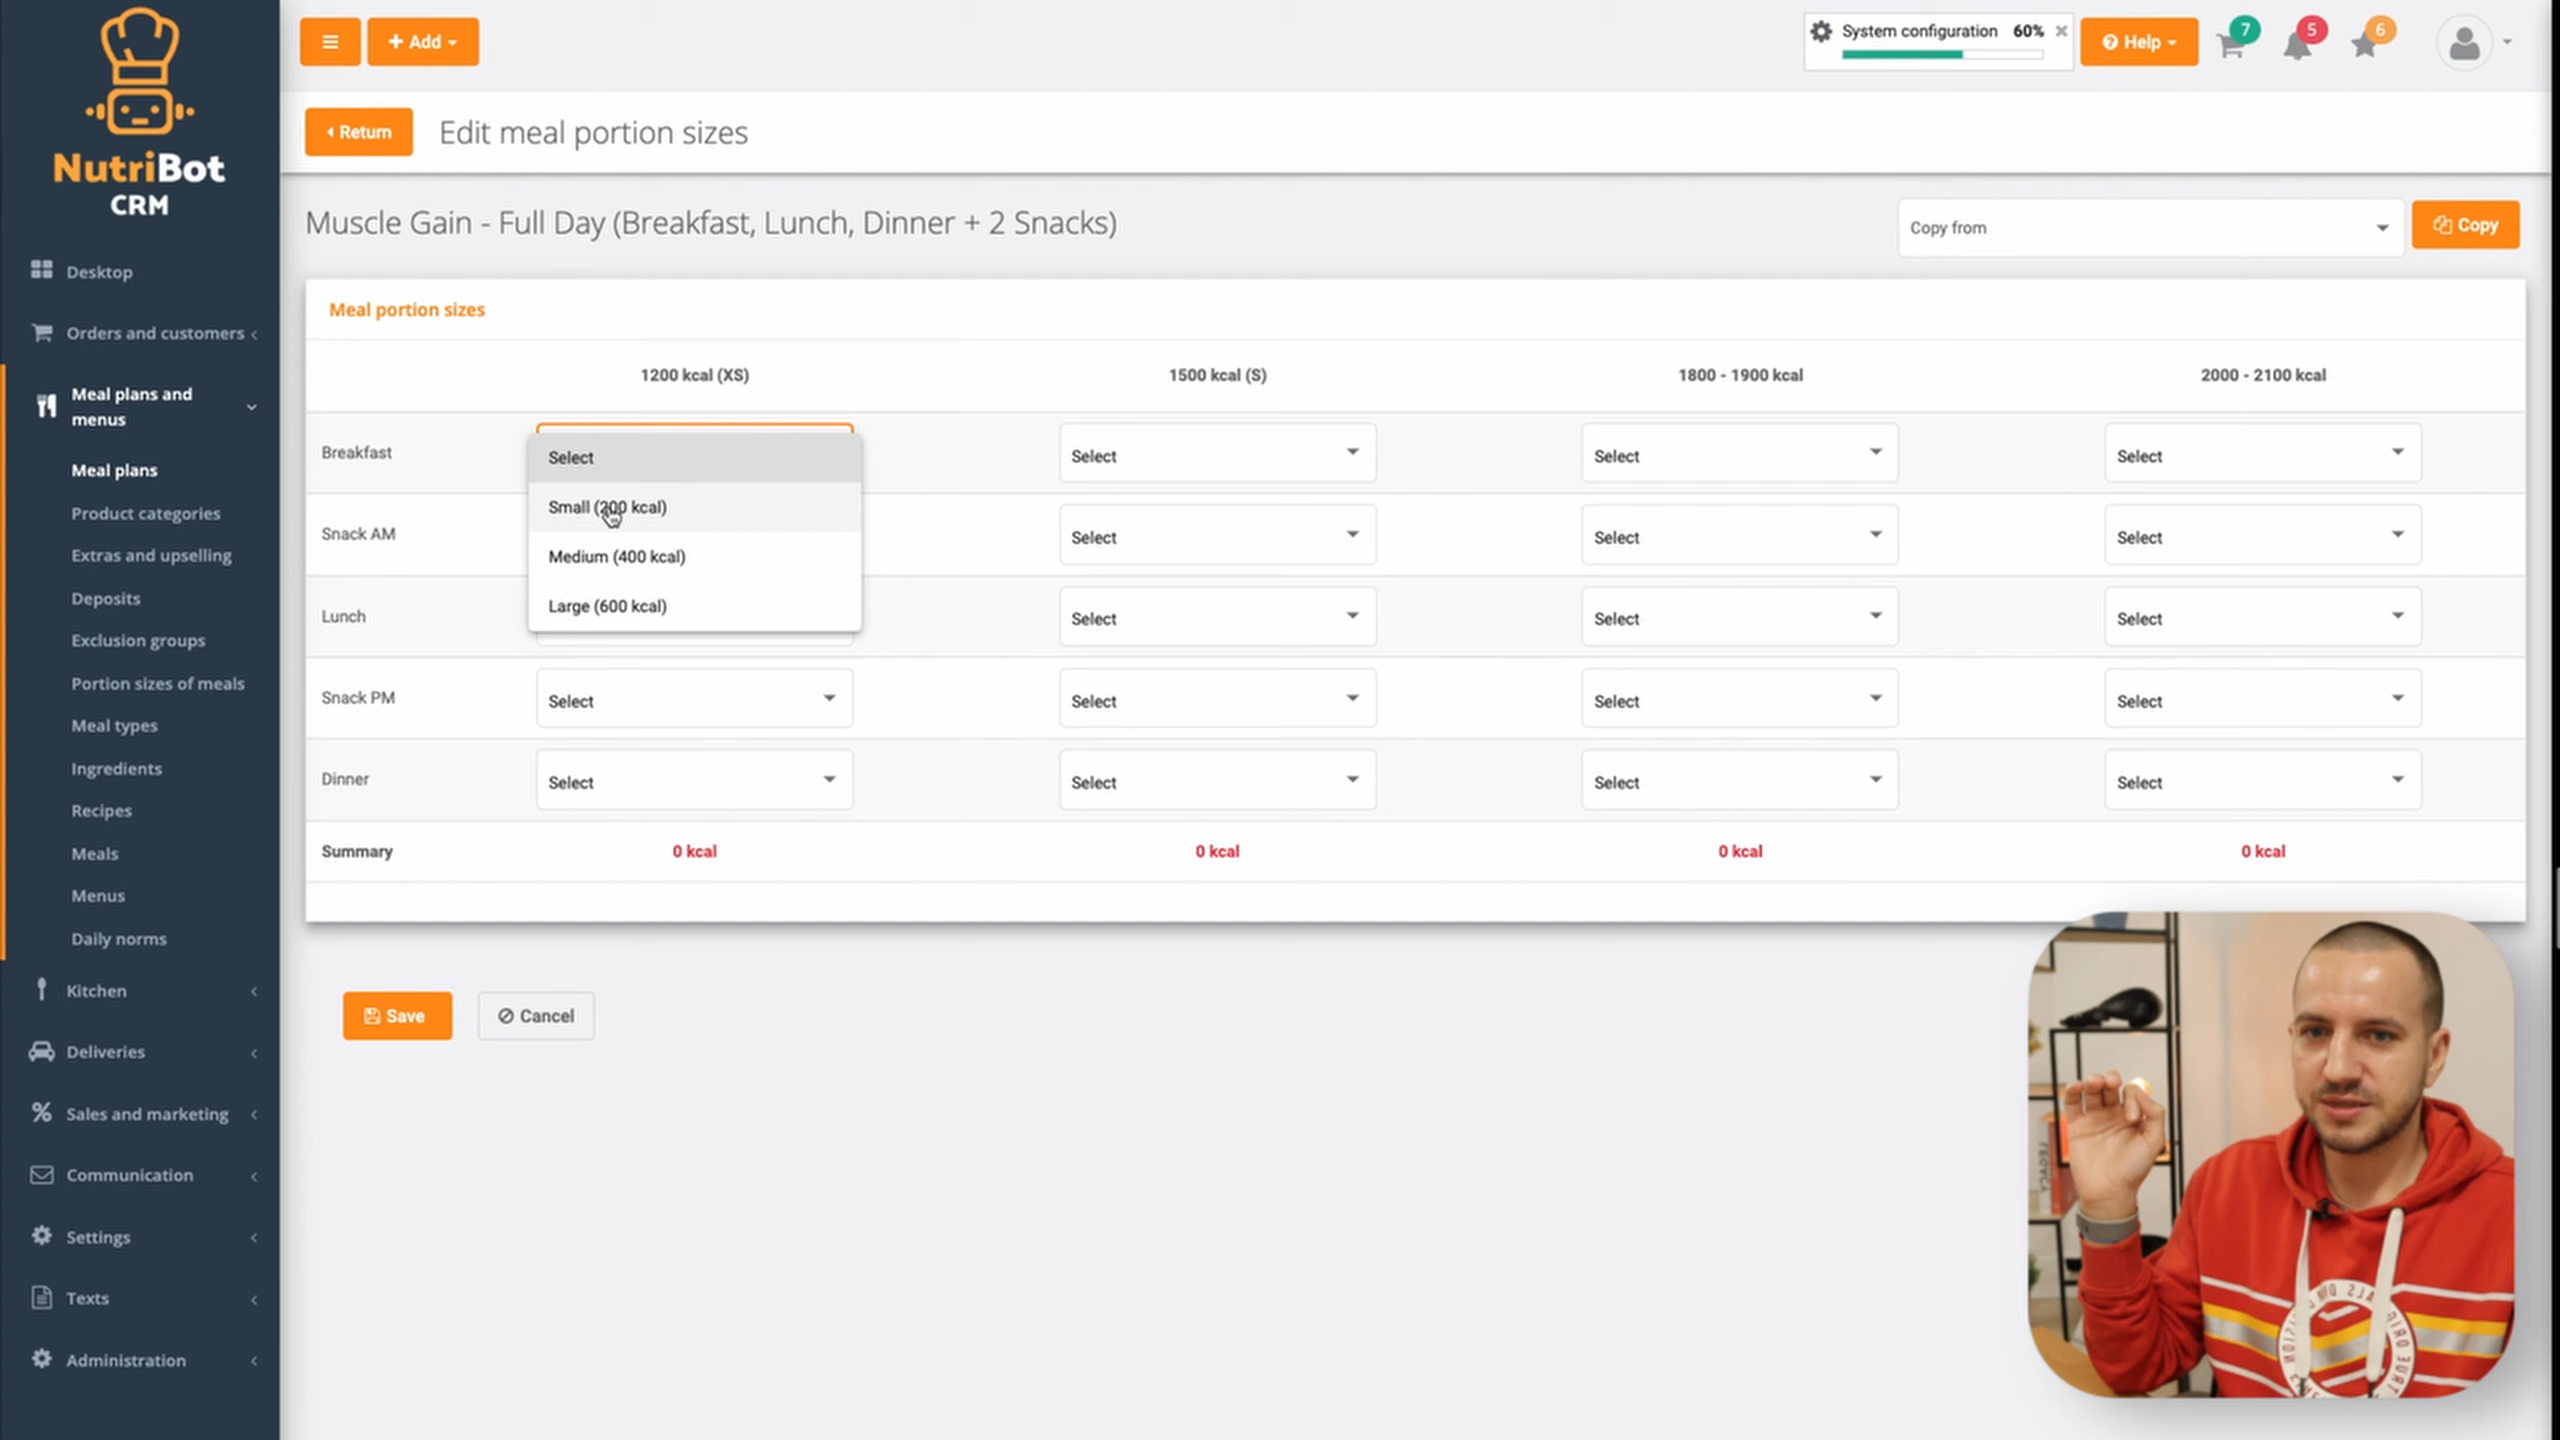 NutriBot
CRM
Add
System configuration 60%
Help
7
5
6
Return
Edit meal portion sizes
Muscle Gain - Full Day (Breakfast, Lunch, Dinner + 2 Snacks)
Copy from
Copy
Desktop
Orders and customers
Meal plans and
menus
Meal plans
Product categories
Extras and upselling
Deposits
Exclusion groups
Portion sizes of meals
Meal types
Ingredients
Recipes
Meals
Menus
Daily norms
Kitchen
Deliveries
Sales and marketing
Communication
Settings
Texts
Administration
Meal portion sizes
1200 kcal (XS) 1500 kcal (S) 1800 - 1900 kcal 2000 - 2100 kcal
Breakfast Select Select Select Select
Small (200 kcal)
Medium (400 kcal)
Large (600 kcal)
Snack AM Select Select Select
Lunch Select Select Select
Snack PM Select Select Select Select
Dinner Select Select Select Select
Summary 0 kcal 0 kcal 0 kcal 0 kcal
Save
Cancel